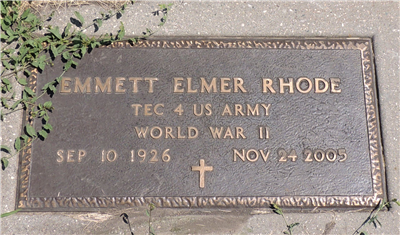 EMMETT ELMER RHODE
TEC 4 US ARMY
WORLD WAR II
SEP 10 1926 NOV 24 2005